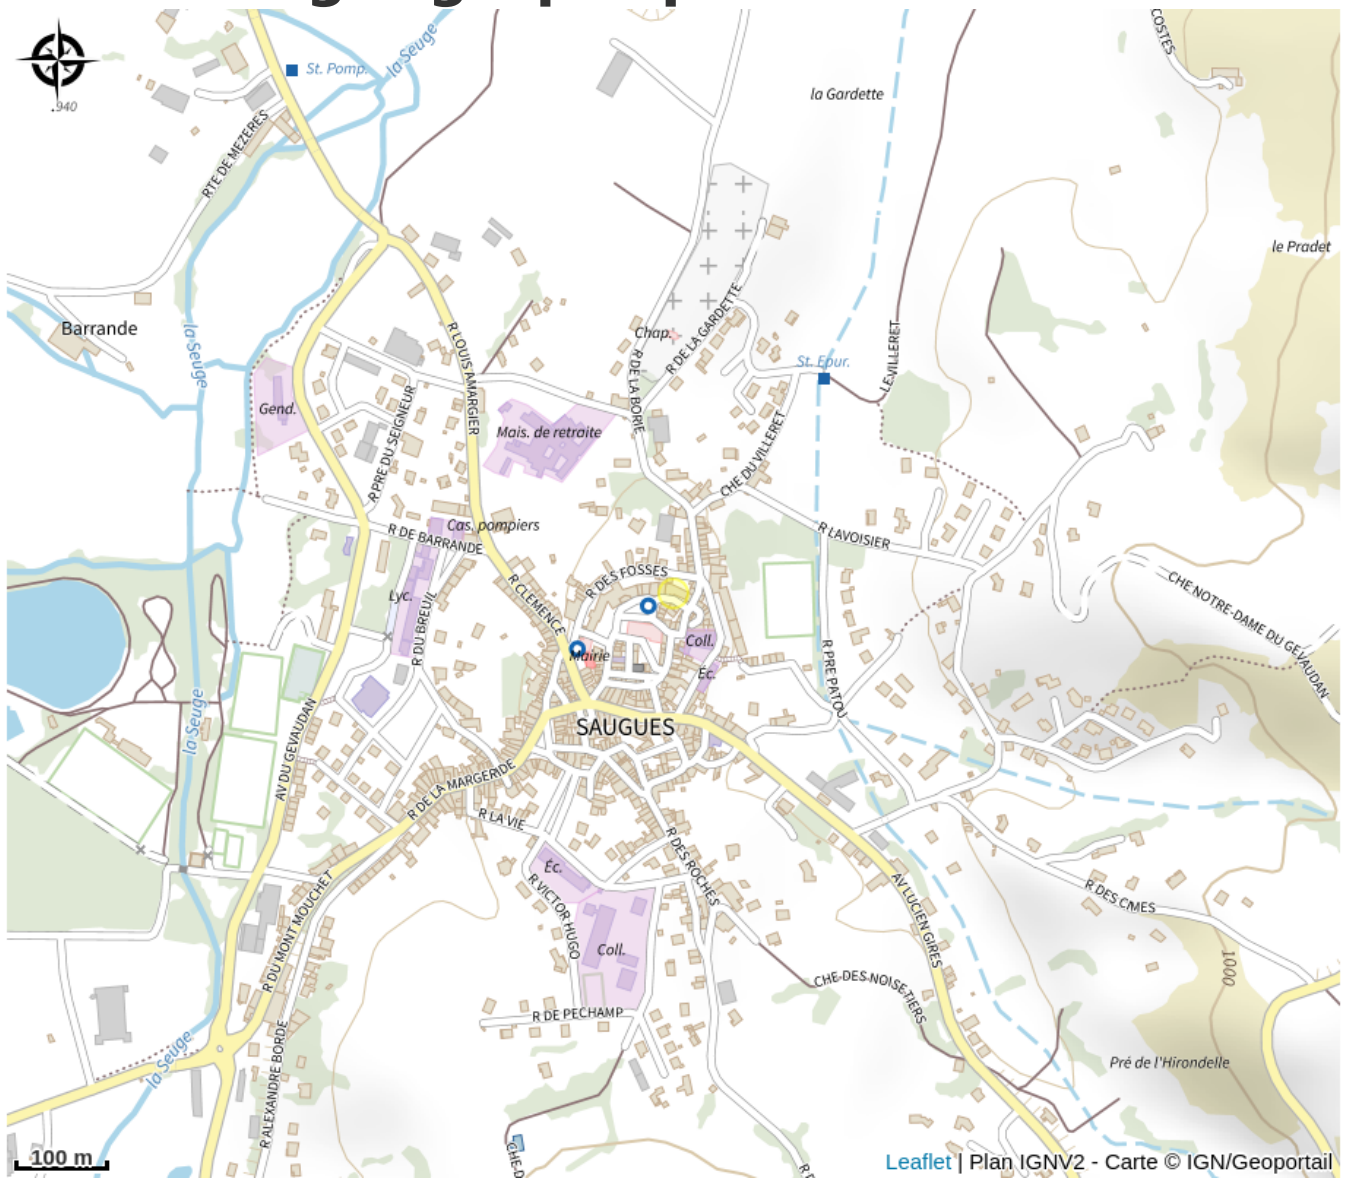 la Seuge
COSTES
St. Pomp.
.940
la Gardette
RTE DE MEZERES
le Pradet
Barrande
la Seuge
R LOUIS AMARGIER
Chap.
R DE LA GARDETTE
R DE LA BORIE
St. Epur.
LE VILLERET
Gend.
R PRE DU SEIGNEUR
Mais. de retraite
CHE DU VILLERET
Cas. pompiers
R DE BARRANDE
R LAVOISIER
R DES FOSSES
R CLEMENCE
Lyc.
R DU BREUIL
Mairie
Coll.
Éc.
CHE NOTRE-DAME DU GEVAUDAN
R PRE PATOU
la Seuge
SAUGUES
AV DU GEVAUDAN
R DE LA MARGERIDE
R LA VIE
R DES ROCHES
Éc.
R VICTOR HUGO
R DU MONT MOUCHET
AV LUCIEN GIRES
R DES CIMES
Coll.
1000
CHE DES NOISETIERS
R DE PECHAMP
la Seuge
R ALEXANDRE BORDE
Pré de l'Hirondelle
CHE D
100 m
Leaflet | Plan IGNV2 - Carte © IGN/Geoportail